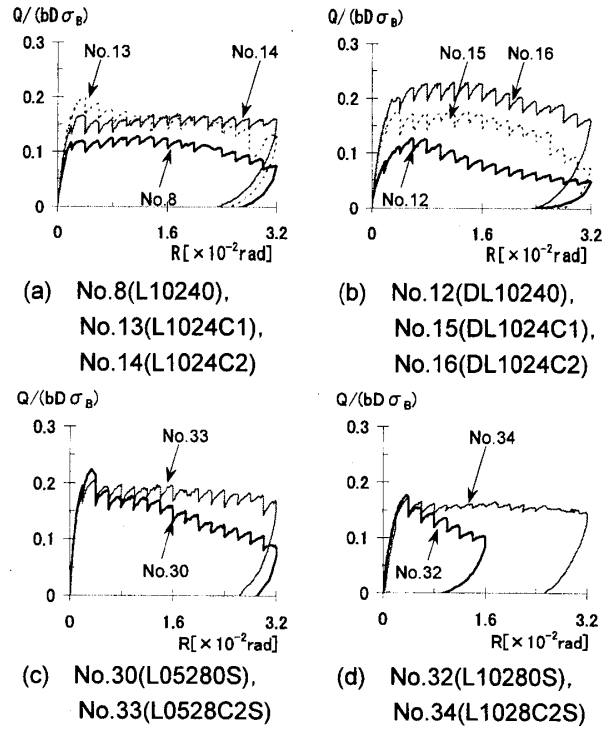 Q/(bDσB)
0.3
0.2
0.1
0
No.13
No.14
No.8
0
1.6
3.2
R[×10-2rad]
(a) No.8(L10240),
No.13(L1024C1),
No.14(L1024C2)
Q/(bDσB)
0.3
0.2
0.1
0
No.15
No.16
No.12
0
1.6
3.2
R[×10-2rad]
(b) No.12(DL10240),
No.15(DL1024C1),
No.16(DL1024C2)
Q/(bDσB)
0.3
0.2
0.1
0
No.33
No.30
0
1.6
3.2
R[×10-2rad]
(c) No.30(L05280S),
No.33(L0528C2S)
Q/(bDσB)
0.3
0.2
0.1
0
No.34
No.32
0
1.6
3.2
R[×10-2rad]
(d) No.32(L10280S),
No.34(L1028C2S)